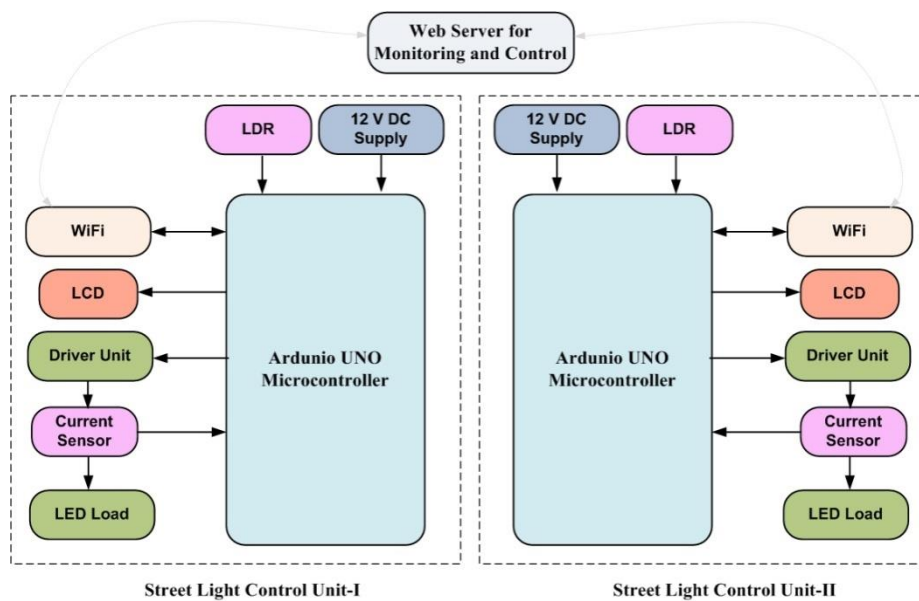 Web Server for
Monitoring and Control
LDR
12 V DC
Supply
WiFi
LCD
Driver Unit
Current
Sensor
LED Load
Ardunio UNO
Microcontroller
Street Light Control Unit-I
12 V DC
Supply
LDR
Ardunio UNO
Microcontroller
WiFi
LCD
Driver Unit
Current
Sensor
LED Load
Street Light Control Unit-II